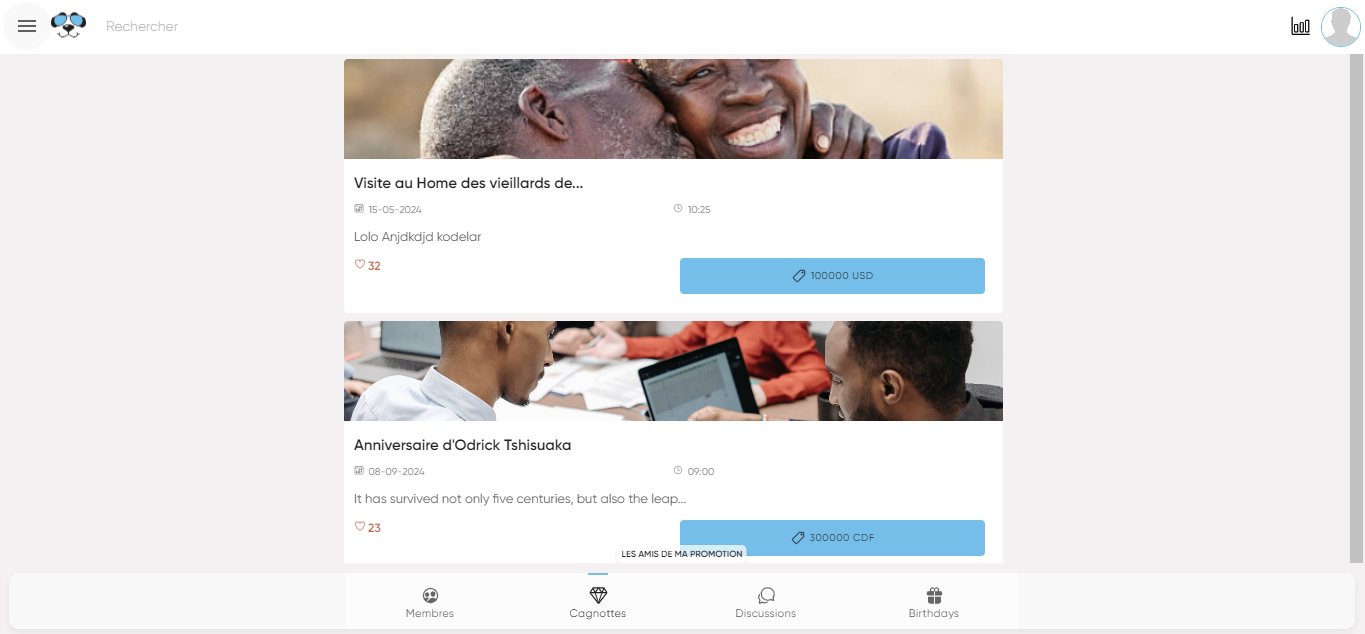 Rechercher
Visite au Home des vieillards de...
15-05-2024 10:25
Lolo Anjdkdjd kodelar
32
100000 USD
Anniversaire d'Odrick Tshisuaka
08-09-2024 09:00
It has survived not only five centuries, but also the leap...
23
300000 CDF
LES AMIS DE MA PROMOTION
Membres Cagnottes Discussions Birthdays